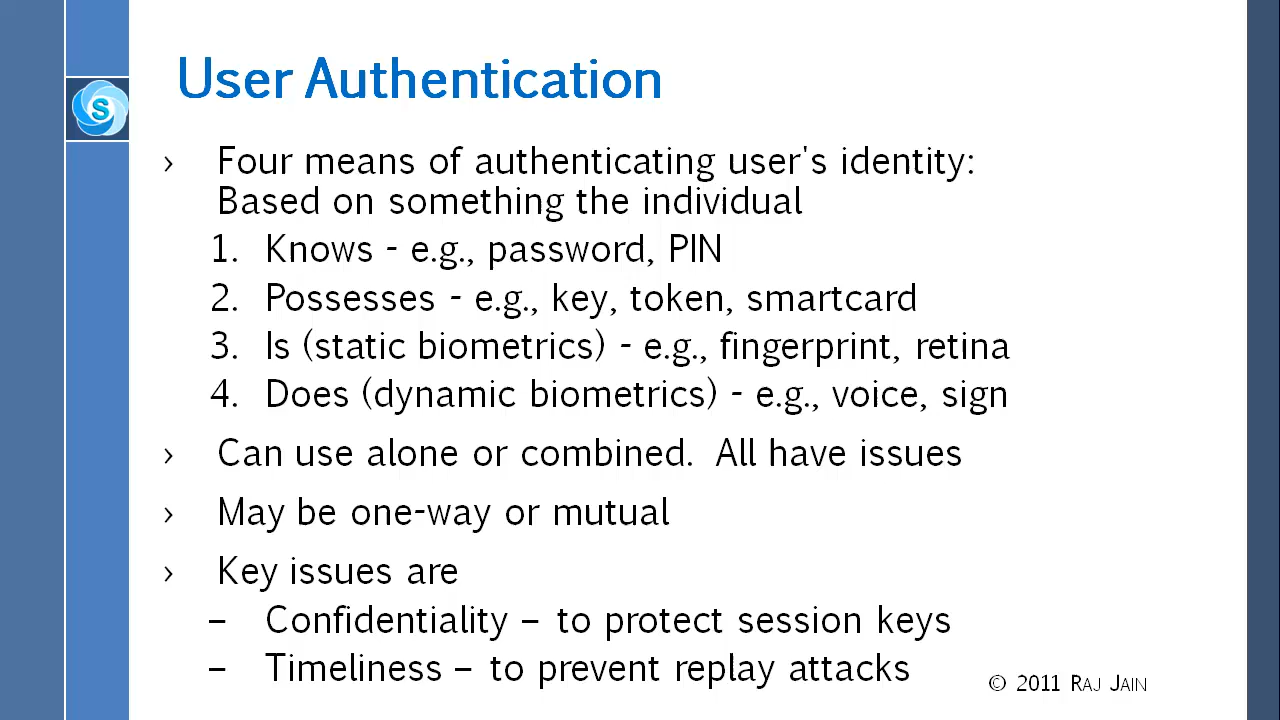 User Authentication
S
› Four means of authenticating user's identity:
Based on something the individual
1. Knows - e.g., password, PIN
2. Possesses - e.g., key, token, smartcard
3. Is (static biometrics) - e.g., fingerprint, retina
4. Does (dynamic biometrics) - e.g., voice, sign
› Can use alone or combined. All have issues
› May be one-way or mutual
› Key issues are
– Confidentiality – to protect session keys
– Timeliness – to prevent replay attacks
© 2011 RAJ JAIN